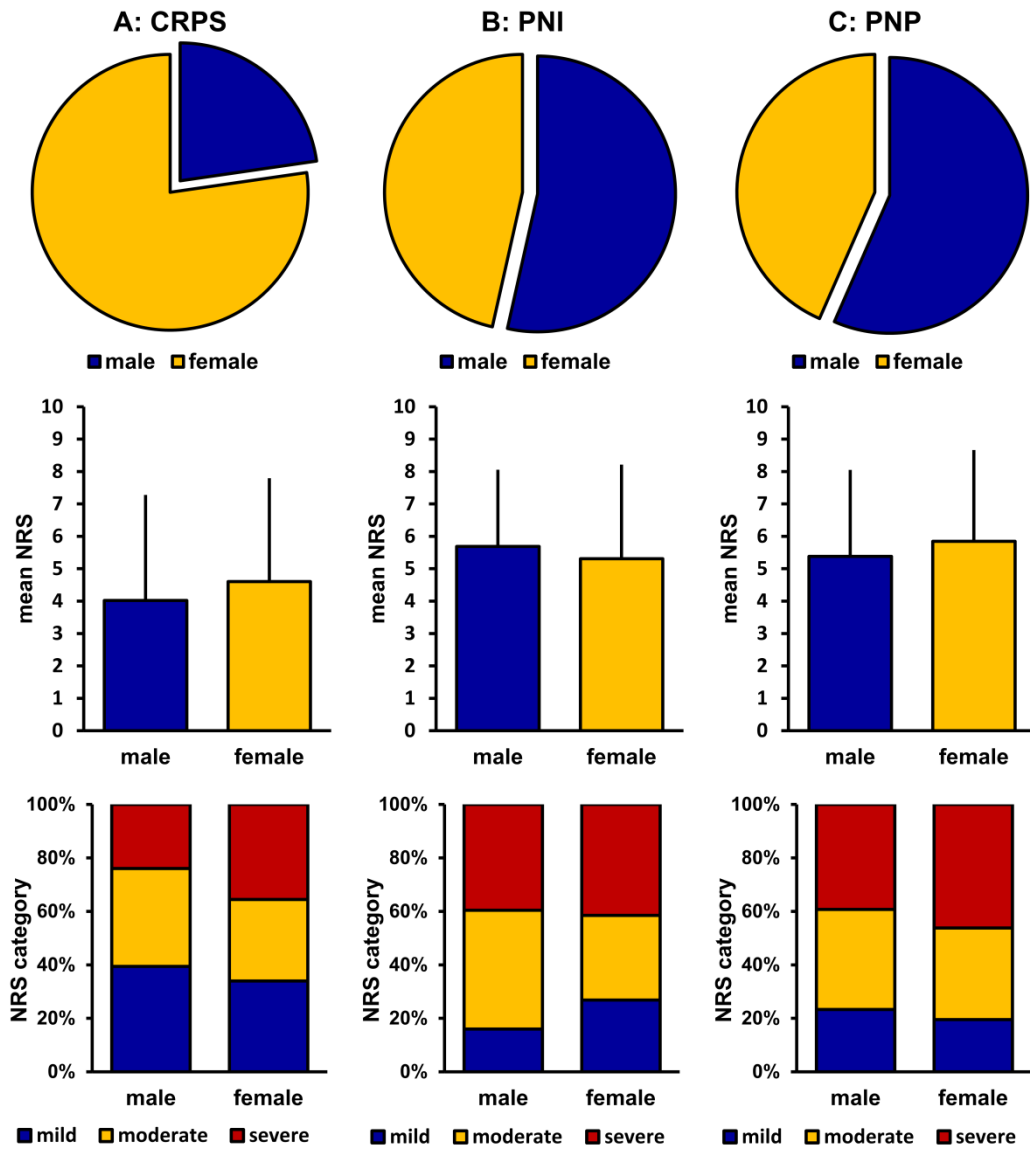 A: CRPS
B: PNI
C: PNP
male female
male female
male female
mean NRS
10
9
8
7
6
5
4
3
2
1
0
male female
mean NRS
10
9
8
7
6
5
4
3
2
1
0
male female
mean NRS
10
9
8
7
6
5
4
3
2
1
0
male female
NRS category
100%
80%
60%
40%
20%
0%
male female
mild moderate severe
NRS category
100%
80%
60%
40%
20%
0%
male female
mild moderate severe
NRS category
100%
80%
60%
40%
20%
0%
male female
mild moderate severe